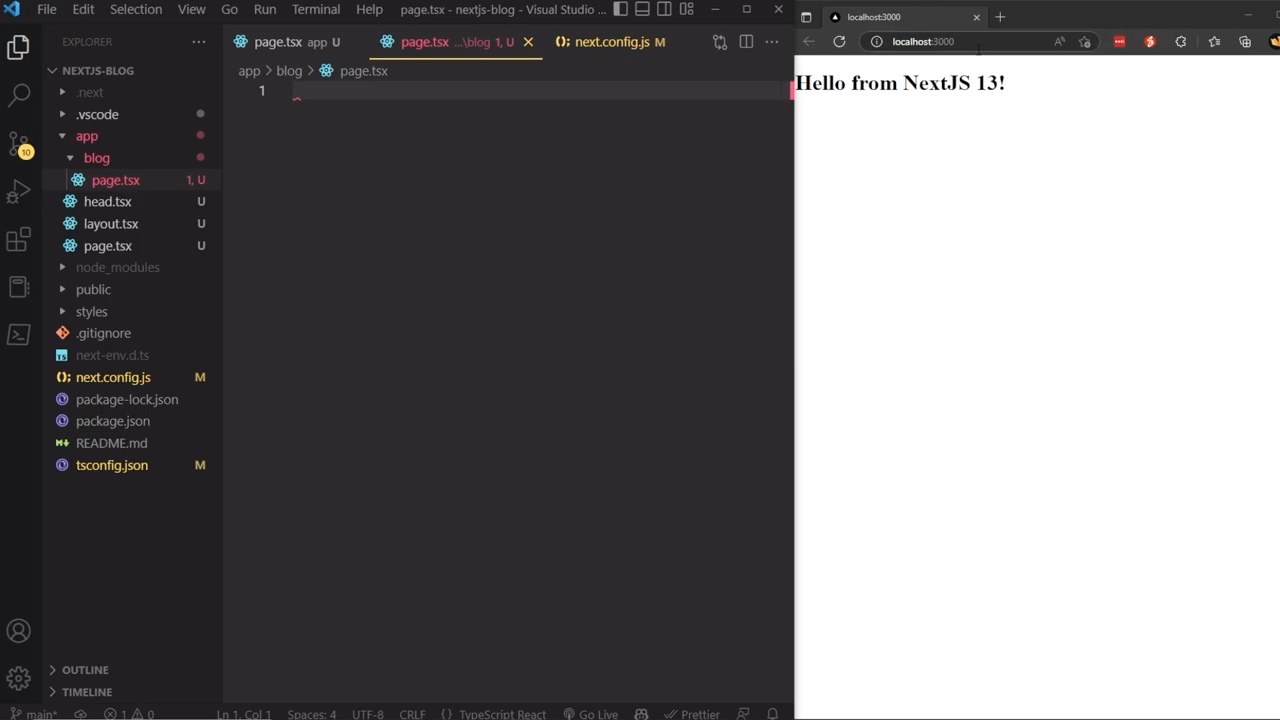 File Edit Selection View Go Run Terminal Help page.tsx - nextjs-blog - Visual Studio ...
EXPLORER
NEXTJS-BLOG
.next
.vscode
app
blog
page.tsx 1, U
head.tsx U
layout.tsx U
page.tsx U
node_modules
public
styles
.gitignore
next-env.d.ts
next.config.js M
package-lock.json
package.json
README.md
tsconfig.json M
OUTLINE
TIMELINE
10
page.tsx app U
page.tsx ...\blog 1, U
next.config.js M
app > blog > page.tsx
1
main* 1 0 Ln 1, Col 1 Spaces: 4 UTF-8 CRLF TypeScript React Go Live Prettier
localhost:3000
localhost:3000
Hello from NextJS 13!